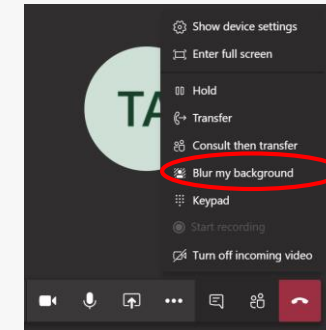 Show device settings
Enter full screen
Hold
TA
Transfer
Consult then transfer
Blur my background
Keypad
Start recording
Turn off incoming video